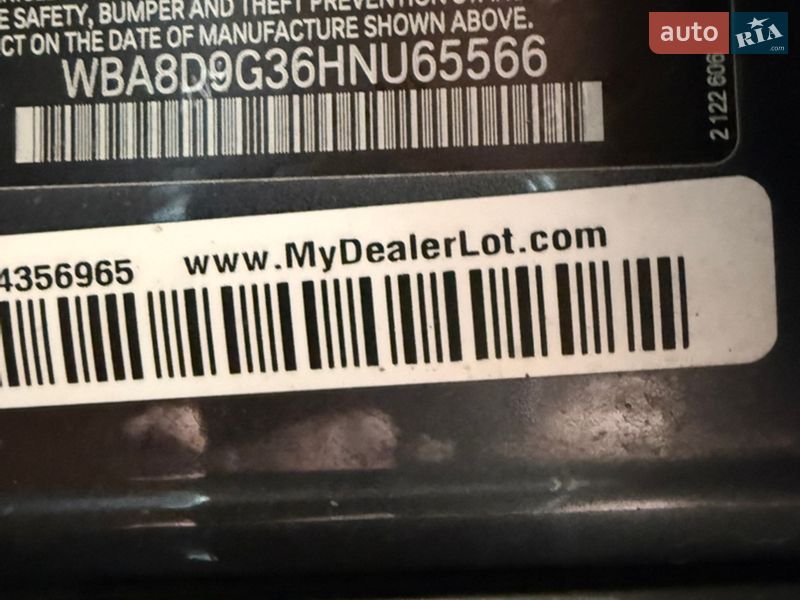 E SAFETY, BUMPER AND THEFT PREVENTION
CT ON THE DATE OF MANUFACTURE SHOWN ABOVE.
WBA8D9G36HNU65566
2 122 606
4356965 www.MyDealerLot.com
auto RIA.com